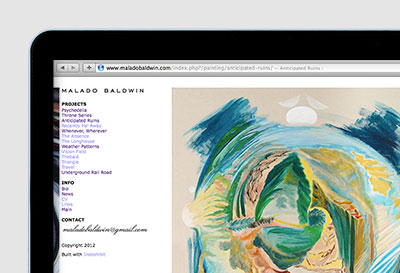 www.maladobaldwin.com/index.php?/painting/anticipated-ruins/ — Anticipated Ruins :
MALADO BALDWIN
PROJECTS
Psychedelia
Throne Series
Anticipated Ruins
Recently Far Away
Whenever, Wherever
The Absence
The Longhouse
Weather Patterns
Vision Field
Thebaid
Triangle
Travel
Underground Rail Road
INFO
Bio
News
CV
Links
Main
CONTACT
maladobaldwin@gmail.com
Copyright 2012
Built with Indexhibit